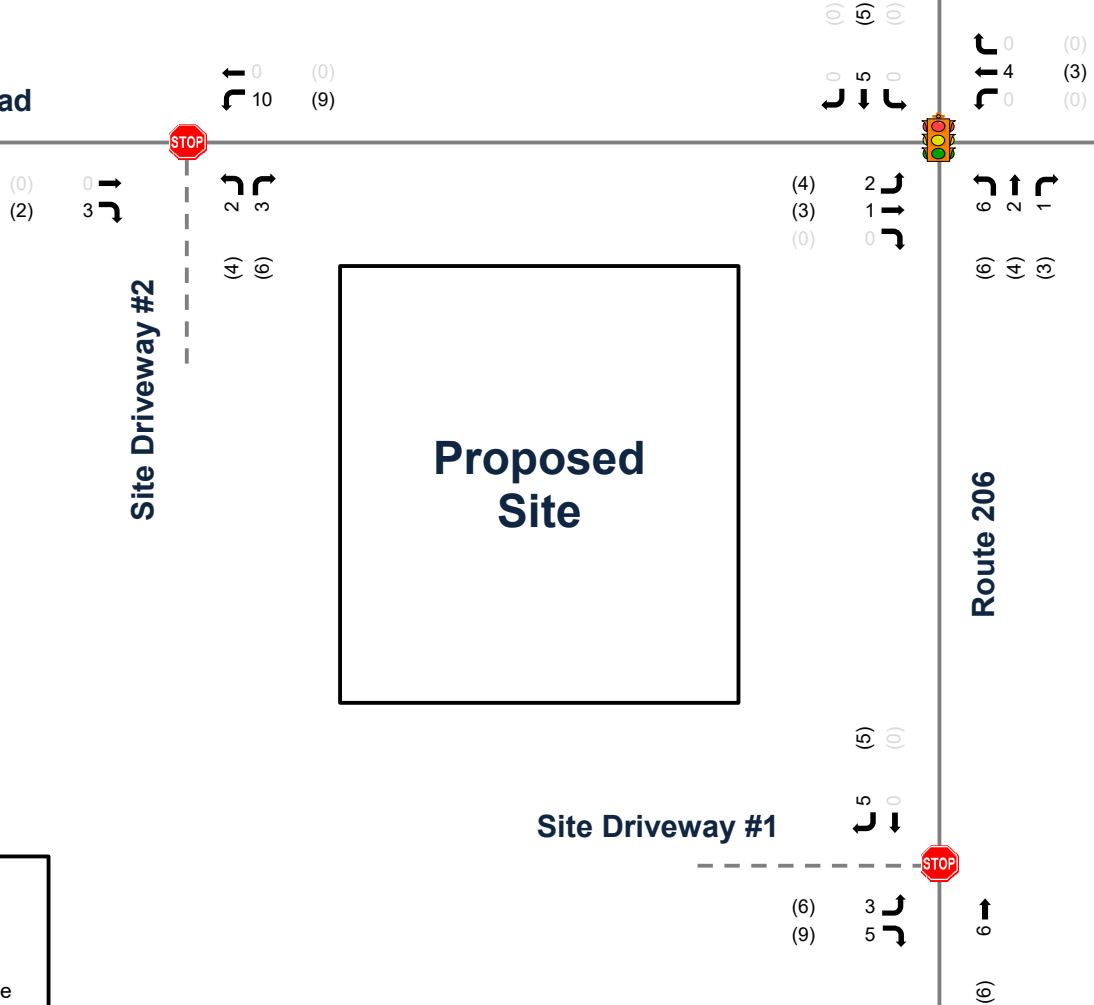 (0) (5) (0)
0 5 0
0 (0)
4 (3)
0 (0)
0 (0)
10 (9)
ad
STOP
(0) 0
(2) 3
2 3
(4) (6)
(4) 2
(3) 1
(0) 0
6 2 1
(6) (4) (3)
Site Driveway #2
Proposed
Site
Route 206
(5) (0)
5 0
Site Driveway #1
STOP
(6) 3
(9) 5
6
(6)
e